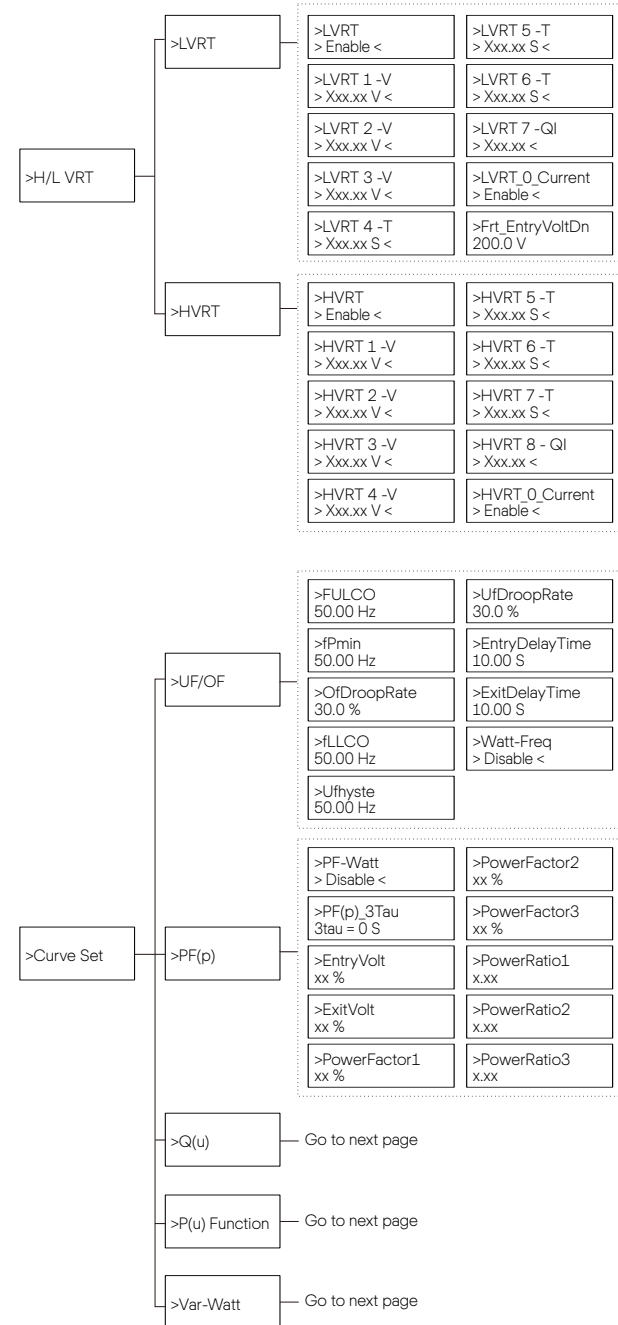 >H/L VRT
>LVRT
>LVRT
> Enable <
>LVRT 1 -V
> Xxx.xx V <
>LVRT 2 -V
> Xxx.xx V <
>LVRT 3 -V
> Xxx.xx V <
>LVRT 4 -T
> Xxx.xx S <
>LVRT 5 -T
> Xxx.xx S <
>LVRT 6 -T
> Xxx.xx S <
>LVRT 7 -QI
> Xxx.xx <
>LVRT_0_Current
> Enable <
>Frt_EntryVoltDn
200.0 V
>HVRT
>HVRT
> Enable <
>HVRT 1 -V
> Xxx.xx V <
>HVRT 2 -V
> Xxx.xx V <
>HVRT 3 -V
> Xxx.xx V <
>HVRT 4 -V
> Xxx.xx V <
>HVRT 5 -T
> Xxx.xx S <
>HVRT 6 -T
> Xxx.xx S <
>HVRT 7 -T
> Xxx.xx S <
>HVRT 8 - QI
> Xxx.xx <
>HVRT_0_Current
> Enable <
>Curve Set
>UF/OF
>FULCO
50.00 Hz
>fPmin
50.00 Hz
>OfDroopRate
30.0 %
>fLLCO
50.00 Hz
>Ufhyste
50.00 Hz
>UfDroopRate
30.0 %
>EntryDelayTime
10.00 S
>ExitDelayTime
10.00 S
>Watt-Freq
> Disable <
>PF(p)
>PF-Watt
> Disable <
>PF(p)_3Tau
3tau = 0 S
>EntryVolt
xx %
>ExitVolt
xx %
>PowerFactor1
xx %
>PowerFactor2
xx %
>PowerFactor3
xx %
>PowerRatio1
x.xx
>PowerRatio2
x.xx
>PowerRatio3
x.xx
>Q(u)
Go to next page
>P(u) Function
Go to next page
>Var-Watt
Go to next page